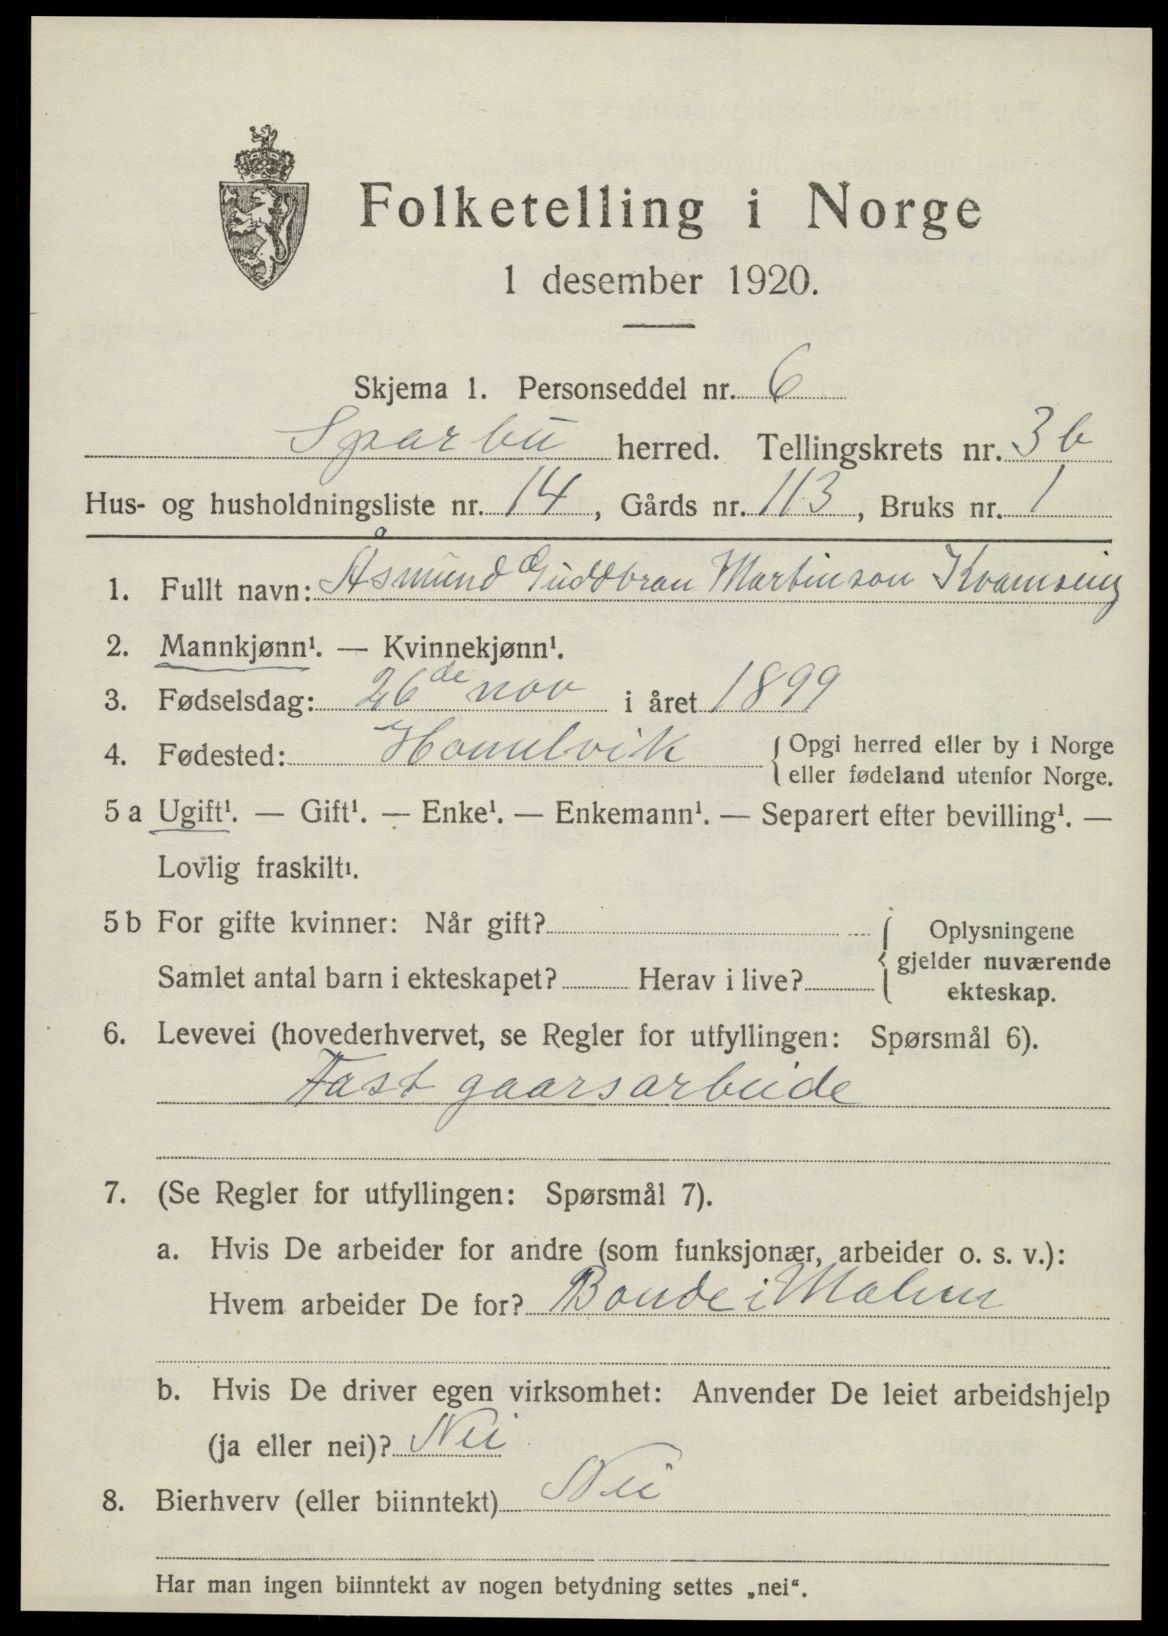 Folketelling i Norge
1 desember 1920.
Skjema 1. Personseddel nr. 6
Sparbu herred. Tellingskrets nr. 3b
Hus- og husholdningsliste nr. 14, Gårds nr. 113, Bruks nr. 1
1. Fullt navn: Åsmund Guddbran Martinson
2. Mannkjønn¹. — Kvinnekjønn¹.
3. Fødselsdag: 26de nov i året 1899
4. Fødested: Hommelvik { Opgi herred eller by i Norge
eller fødeland utenfor Norge.
5 a Ugift¹. — Gift¹. — Enke¹. — Enkemann¹. — Separert efter bevilling¹. —
Lovlig fraskilt¹.
5 b For gifte kvinner: Når gift? { Oplysningene
gjelder nuværende
Samlet antal barn i ekteskapet? Herav i live?
ekteskap.
6. Levevei (hovederhvervet, se Regler for utfyllingen: Spørsmål 6).
Fast gaarsarbeide
7. (Se Regler for utfyllingen: Spørsmål 7).
a. Hvis De arbeider for andre (som funksjonær, arbeider o. s. v.):
Hvem arbeider De for? Bonde i
b. Hvis De driver egen virksomhet: Anvender De leiet arbeidshjelp
(ja eller nei)? Nei
8. Bierhverv (eller biinntekt) Nei
Har man ingen biinntekt av nogen betydning settes „nei“.